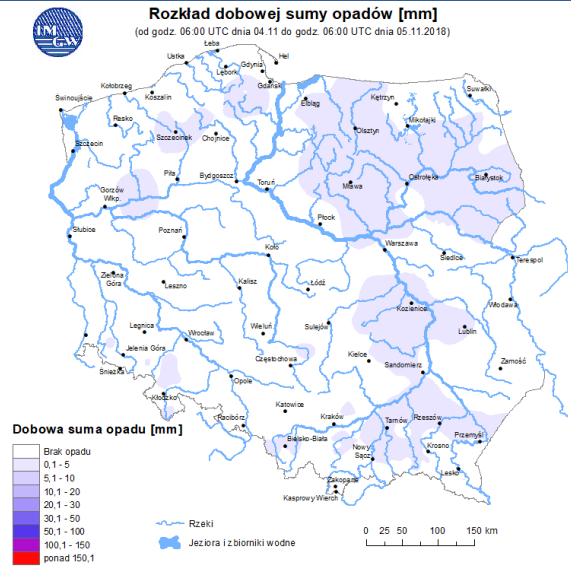 Rozkład dobowej sumy opadów [mm]
(od godz. 06:00 UTC dnia 04.11 do godz. 06:00 UTC dnia 05.11.2018)
IM
GW
Łeba
Ustka
Hel
Gdynia
Lębork
Gdańsk
Suwałki
Kołobrzeg
Koszalin
Kętrzyn
Świnoujście
Elbląg
Resko
Mikołajki
Olsztyn
Szczecinek
Chojnice
Szczecin
Piła
Bydgoszcz
Toruń
Mława
Ostrołęka
Białystok
Gorzów
Wlkp.
Płock
Słubice
Poznań
Koło
Warszawa
Siedlce
Terespol
Zielona
Góra
Leszno
Kalisz
Łódź
Kozienice
Włodawa
Legnica
Wrocław
Wieluń
Sulejów
Lublin
Jelenia Góra
Częstochowa
Kielce
Zamość
Śnieżka
Opole
Sandomierz
Kłodzko
Katowice
Racibórz
Kraków
Tarnów
Rzeszów
Przemyśl
Bielsko-Biała
Nowy
Sącz
Krosno
Lesko
Zakopane
Kasprowy Wierch
Dobowa suma opadu [mm]
Brak opadu
0,1 - 5
5,1 - 10
10,1 - 20
20,1 - 30
30,1 - 50
50,1 - 100
100,1 - 150
ponad 150,1
Rzeki
Jeziora i zbiorniki wodne
0 25 50 100 150 km